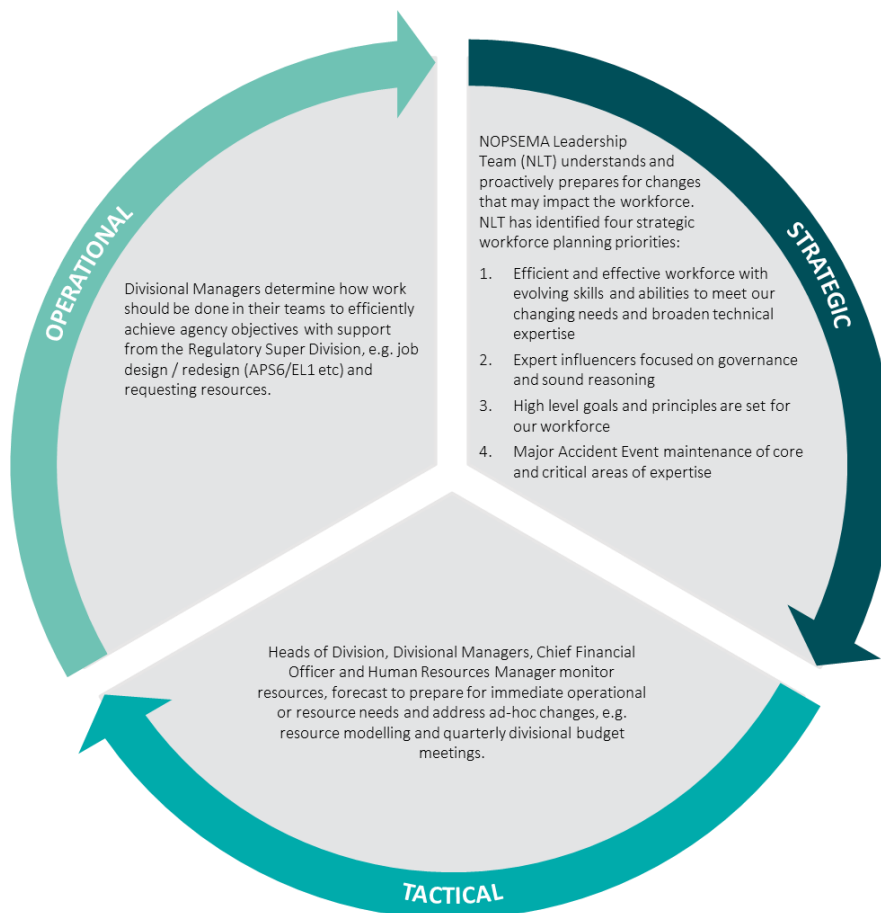 OPERATIONAL
Divisional Managers determine how work
should be done in their teams to efficiently
achieve agency objectives with support
from the Regulatory Super Division, e.g. job
design / redesign (APS6/EL1 etc) and
requesting resources.
STRATEGIC
NOPSEMA Leadership
Team (NLT) understands and
proactively prepares for changes
that may impact the workforce.
NLT has identified four strategic
workforce planning priorities:
1. Efficient and effective workforce with
evolving skills and abilities to meet our
changing needs and broaden technical
expertise
2. Expert influencers focused on governance
and sound reasoning
3. High level goals and principles are set for
our workforce
4. Major Accident Event maintenance of core
and critical areas of expertise
Heads of Division, Divisional Managers, Chief Financial
Officer and Human Resources Manager monitor
resources, forecast to prepare for immediate operational
or resource needs and address ad-hoc changes, e.g.
resource modelling and quarterly divisional budget
meetings.
TACTICAL